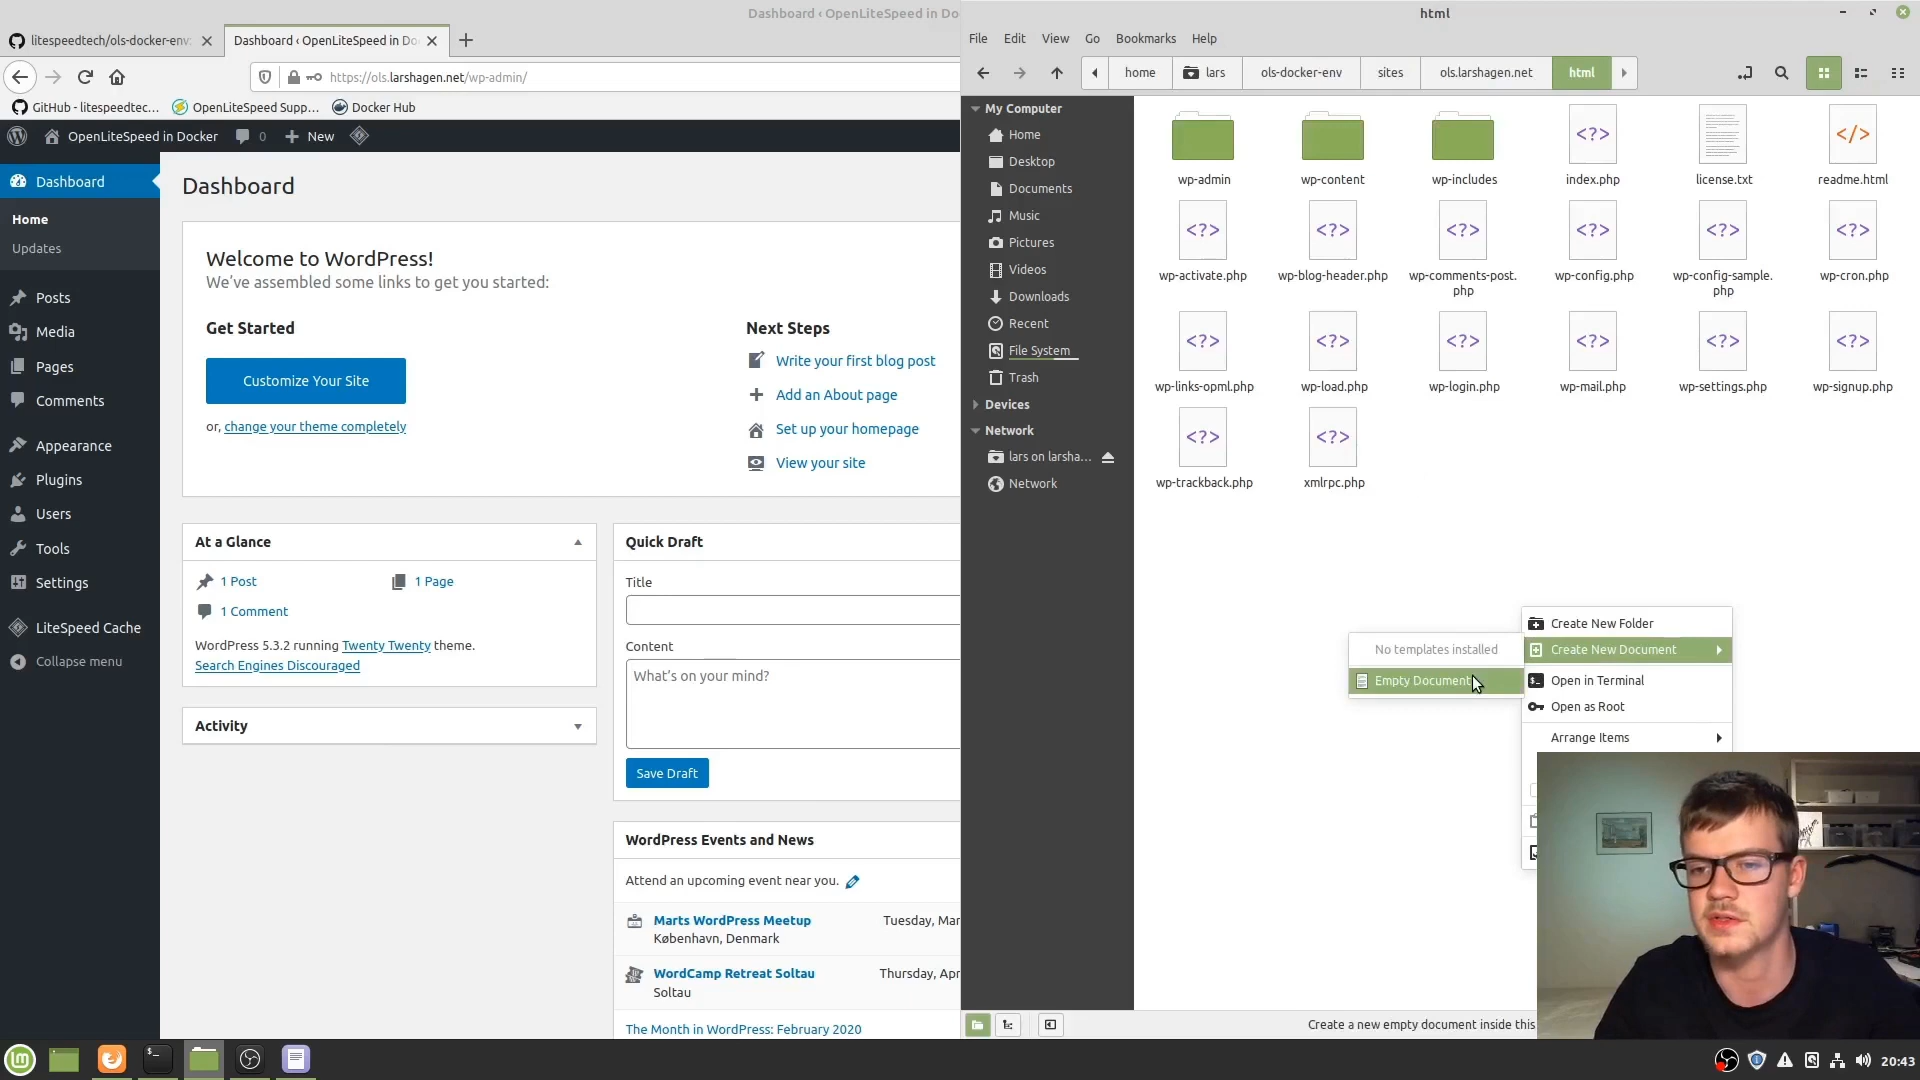 Dashboard ‹ OpenLiteSpeed in Do
litespeedtech/ols-docker-env:
Dashboard ‹ OpenLiteSpeed in Do
https://ols.larshagen.net/wp-admin/
GitHub - litespeedtec...
OpenLiteSpeed Supp...
Docker Hub
OpenLiteSpeed in Docker
0
New
Dashboard
Home
Updates
Posts
Media
Pages
Comments
Appearance
Plugins
Users
Tools
Settings
LiteSpeed Cache
Collapse menu
Dashboard
Welcome to WordPress!
We've assembled some links to get you started:
Get Started
Customize Your Site
or, change your theme completely
Next Steps
Write your first blog post
Add an About page
Set up your homepage
View your site
At a Glance
1 Post
1 Page
1 Comment
WordPress 5.3.2 running Twenty Twenty theme.
Search Engines Discouraged
Activity
Quick Draft
Title
Content
What's on your mind?
Save Draft
WordPress Events and News
Attend an upcoming event near you.
Marts WordPress Meetup
Tuesday, Mar
København, Denmark
WordCamp Retreat Soltau
Thursday, Apr
Soltau
The Month in WordPress: February 2020
html
File
Edit
View
Go
Bookmarks
Help
home
lars
ols-docker-env
sites
ols.larshagen.net
html
My Computer
Home
Desktop
Documents
Music
Pictures
Videos
Downloads
Recent
File System
Trash
Devices
Network
lars on larsha...
Network
wp-admin
wp-content
wp-includes
index.php
license.txt
readme.html
wp-activate.php
wp-blog-header.php
wp-comments-post.
php
wp-config.php
wp-config-sample.
php
wp-cron.php
wp-links-opml.php
wp-load.php
wp-login.php
wp-mail.php
wp-settings.php
wp-signup.php
wp-trackback.php
xmlrpc.php
Create New Folder
Create New Document
No templates installed
Empty Document
Open in Terminal
Open as Root
Arrange Items
Create a new empty document inside this
20:43